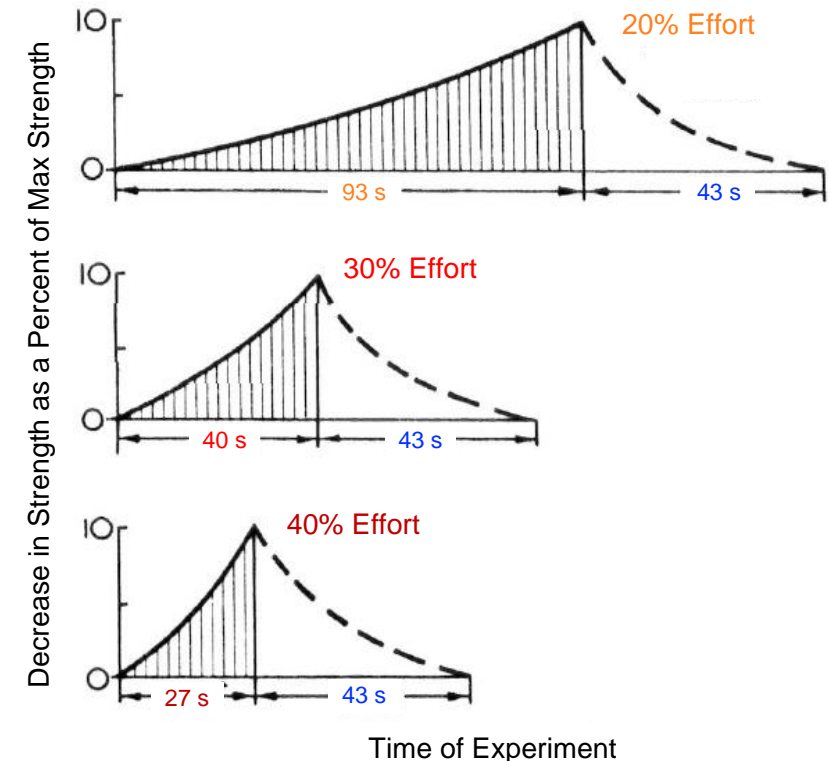 Decrease in Strength as a Percent of Max Strength
10
20% Effort
0
93 s
43 s
10
30% Effort
0
40 s
43 s
10
40% Effort
0
27 s
43 s
Time of Experiment